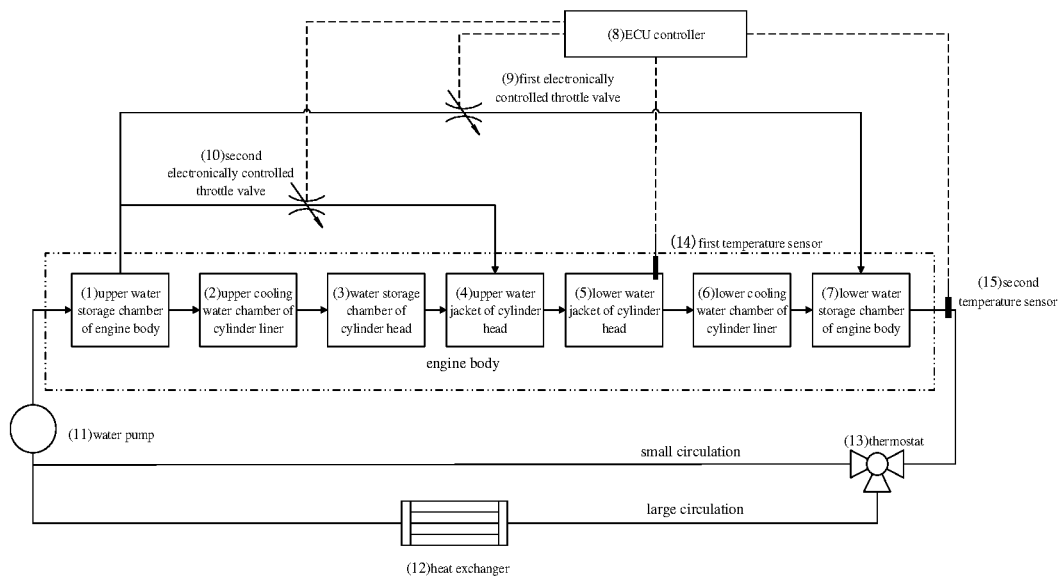 (8)ECU controller
(9)first electronically
controlled throttle valve
(10)second
electronically controlled
throttle valve
(14)first temperature sensor
(15)second
temperature sensor
(1)upper water
storage chamber
of engine body
(2)upper cooling
water chamber of
cylinder liner
(3)water storage
chamber of
cylinder head
(4)upper water
jacket of cylinder
head
(5)lower water
jacket of cylinder
head
(6)lower cooling
water chamber of
cylinder liner
(7)lower water
storage chamber
of engine body
engine body
(11)water pump
(13)thermostat
small circulation
large circulation
(12)heat exchanger